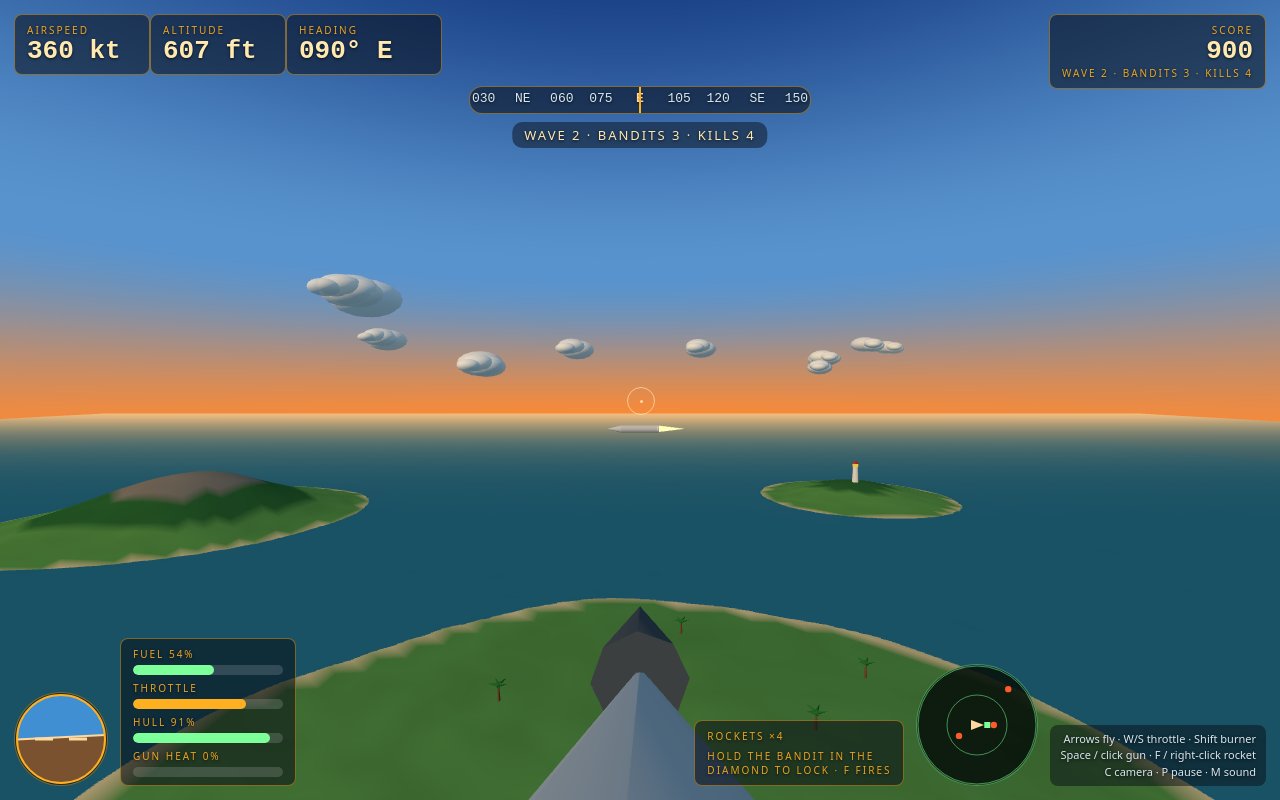 AIRSPEED
360 kt
ALTITUDE
607 ft
HEADING
090° E
SCORE
900
WAVE 2 · BANDITS 3 · KILLS 4
030 NE 060 075 E 105 120 SE 150
WAVE 2 · BANDITS 3 · KILLS 4
FUEL 54%
THROTTLE
HULL 91%
GUN HEAT 0%
ROCKETS ×4
HOLD THE BANDIT IN THE
DIAMOND TO LOCK · F FIRES
Arrows fly · W/S throttle · Shift burner
Space / click gun · F / right-click rocket
C camera · P pause · M sound